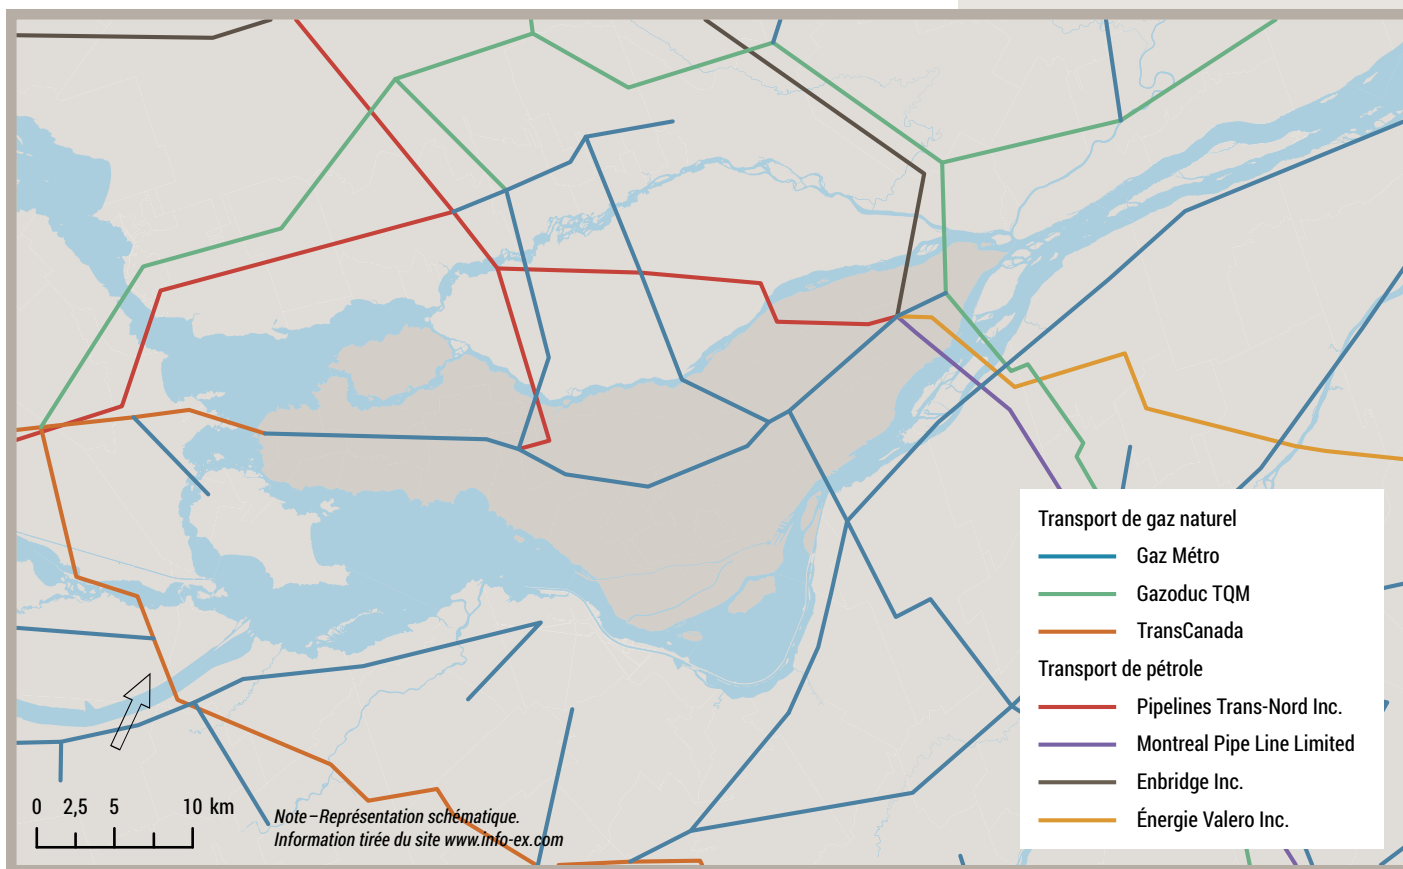 Transport de gaz naturel
Gaz Métro
Gazoduc TQM
TransCanada
Transport de pétrole
Pipelines Trans-Nord Inc.
Montreal Pipe Line Limited
Enbridge Inc.
Énergie Valero Inc.
0 2,5 5 10 km
Note – Représentation schématique.
Information tirée du site www.info-ex.com